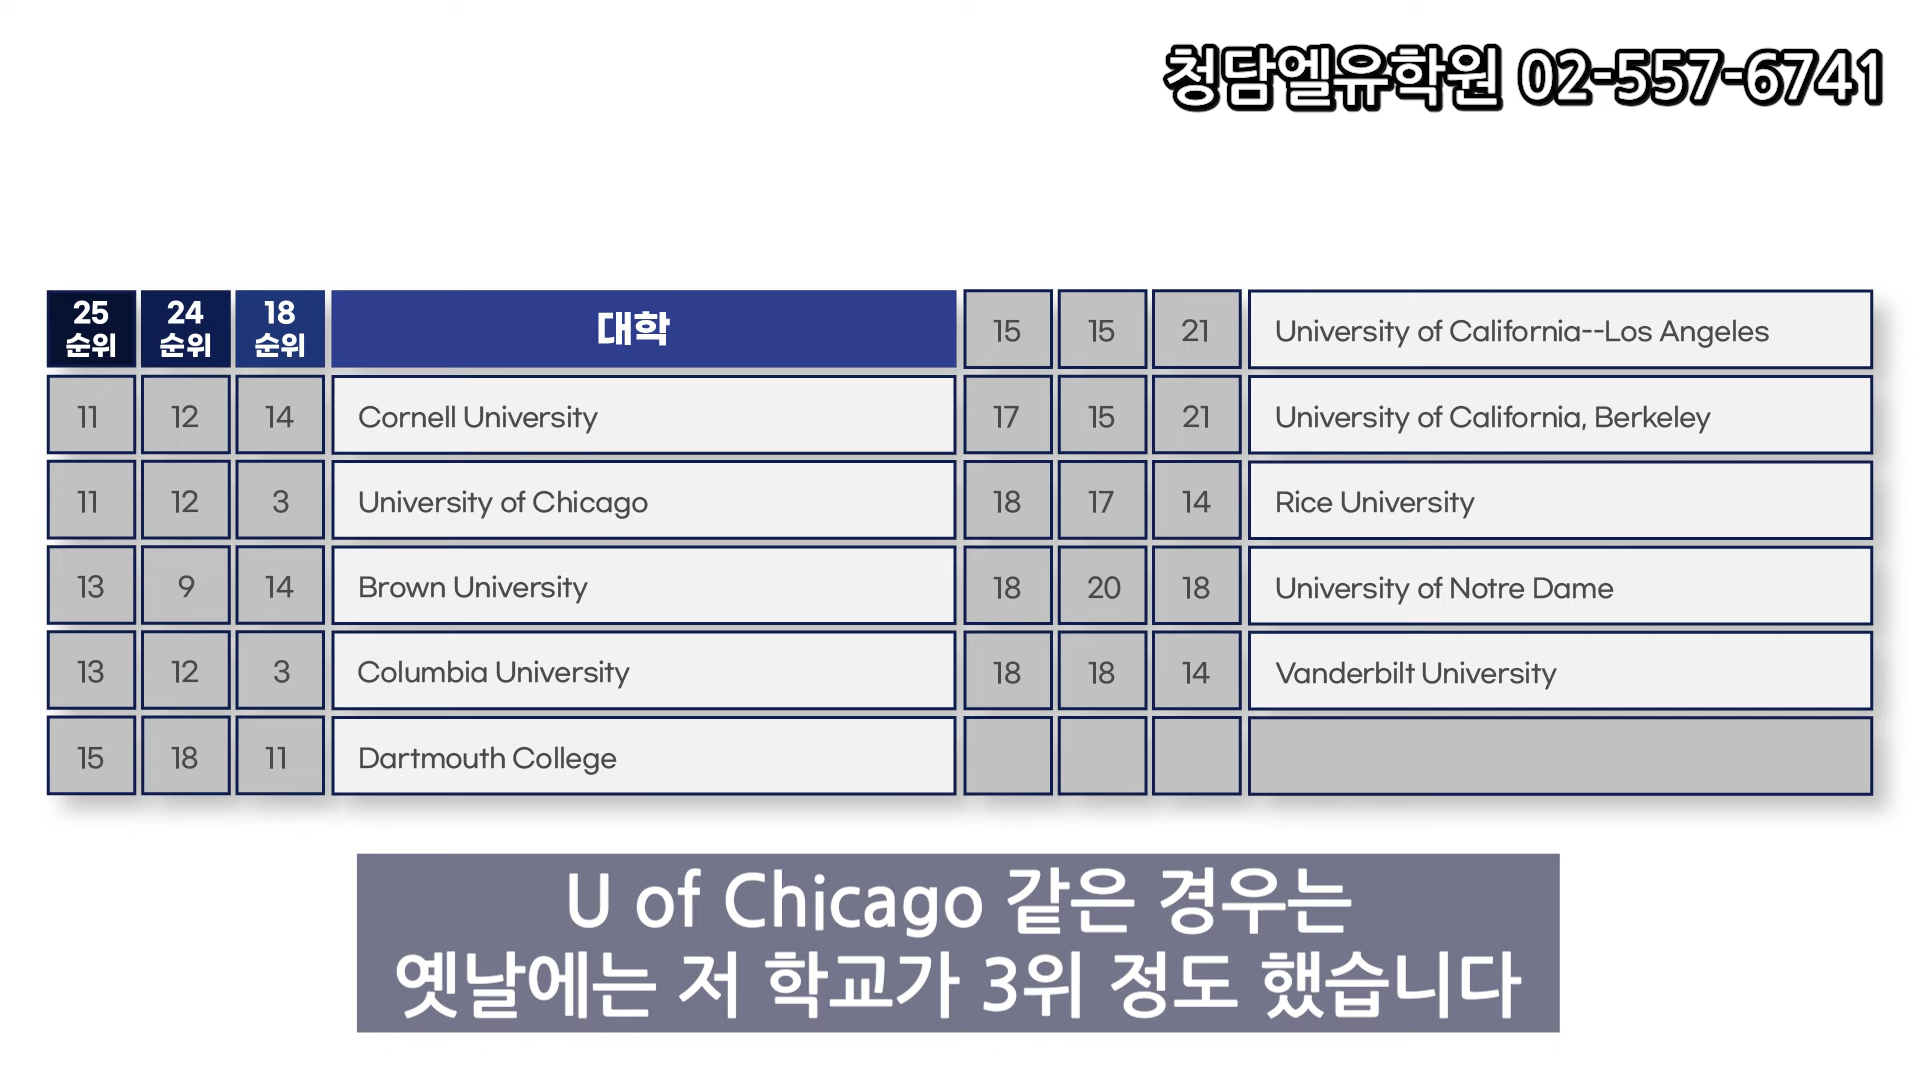 청담엘유학원 02-557-6741
25 순위 24 순위 18 순위 대학
11 12 14 Cornell University
11 12 3 University of Chicago
13 9 14 Brown University
13 12 3 Columbia University
15 18 11 Dartmouth College
15 15 21 University of California--Los Angeles
17 15 21 University of California, Berkeley
18 17 14 Rice University
18 20 18 University of Notre Dame
18 18 14 Vanderbilt University
U of Chicago 같은 경우는
옛날에는 저 학교가 3위 정도 했습니다